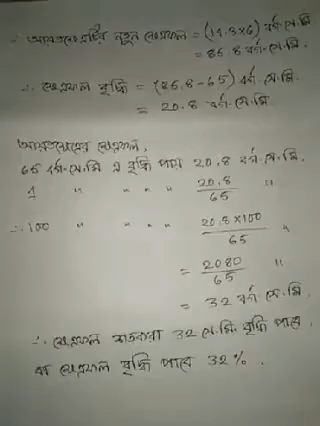 ∴ আয়তক্ষেত্রটির নতুন ক্ষেত্রফল = (14.3×6) বর্গ সে.মি.
= 85.8 বর্গ সে.মি.
∴ ক্ষেত্রফল বৃদ্ধি = (85.8-65) বর্গ সে.মি
= 20.8 বর্গ সে.মি
আয়তক্ষেত্রের ক্ষেত্রফল,
65 বর্গ সে.মি এ বৃদ্ধি পায় 20.8 বর্গ সে.মি.
1 " " " " 20.8/65 "
∴ 100 " " " " 20.8×100/65 "
= 2080/65 "
= 32 বর্গ সে.মি.
∴ ক্ষেত্রফল শতকরা 32 সে.মি. বৃদ্ধি পাবে
বা ক্ষেত্রফল বৃদ্ধি পাবে 32%.